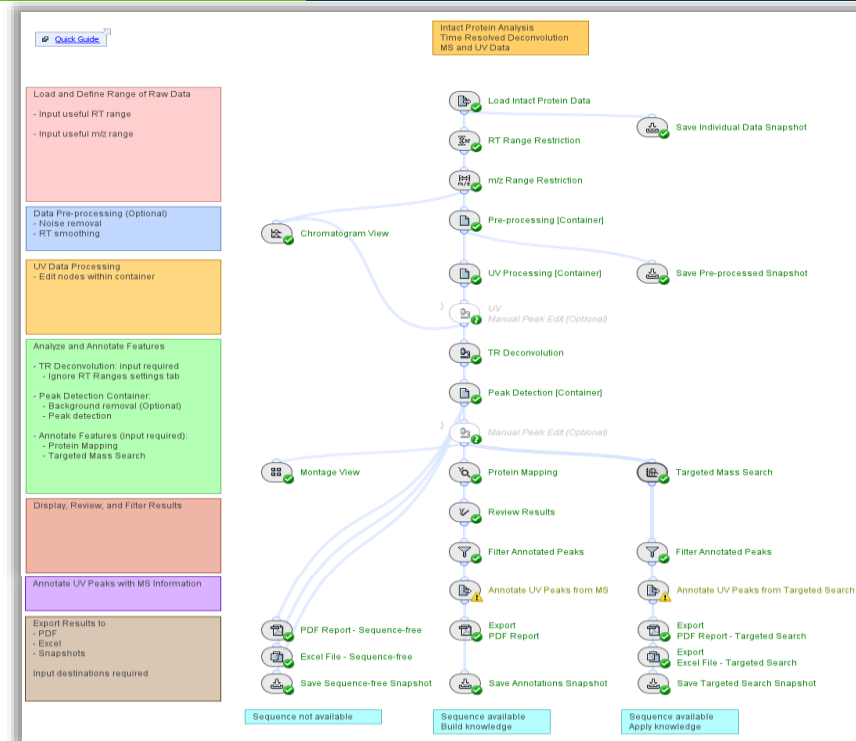 Quick Guide
Intact Protein Analysis
Time Resolved Deconvolution
MS and UV Data
Load and Define Range of Raw Data
- Input useful RT range
- Input useful m/z range
Data Pre-processing (Optional)
- Noise removal
- RT smoothing
UV Data Processing
- Edit nodes within container
Analyze and Annotate Features
- TR Deconvolution: input required
- Ignore RT Ranges settings tab
- Peak Detection Container:
- Background removal (Optional)
- Peak detection
- Annotate Features (input required):
- Protein Mapping
- Targeted Mass Search
Display, Review, and Filter Results
Annotate UV Peaks with MS Information
Export Results to
- PDF
- Excel
- Snapshots
Input destinations required
Load Intact Protein Data
Save Individual Data Snapshot
RT Range Restriction
m/z Range Restriction
Pre-processing [Container]
Chromatogram View
UV Processing [Container]
Save Pre-processed Snapshot
UV
Manual Peak Edit (Optional)
TR Deconvolution
Peak Detection [Container]
Manual Peak Edit (Optional)
Montage View
Protein Mapping
Targeted Mass Search
Review Results
Filter Annotated Peaks
Filter Annotated Peaks
Annotate UV Peaks from MS
Annotate UV Peaks from Targeted Search
PDF Report - Sequence-free
Export
PDF Report
Export
PDF Report - Targeted Search
Excel File - Sequence-free
Export
Excel File - Targeted Search
Save Sequence-free Snapshot
Save Annotations Snapshot
Save Targeted Search Snapshot
Sequence not available
Sequence available
Build knowledge
Sequence available
Apply knowledge